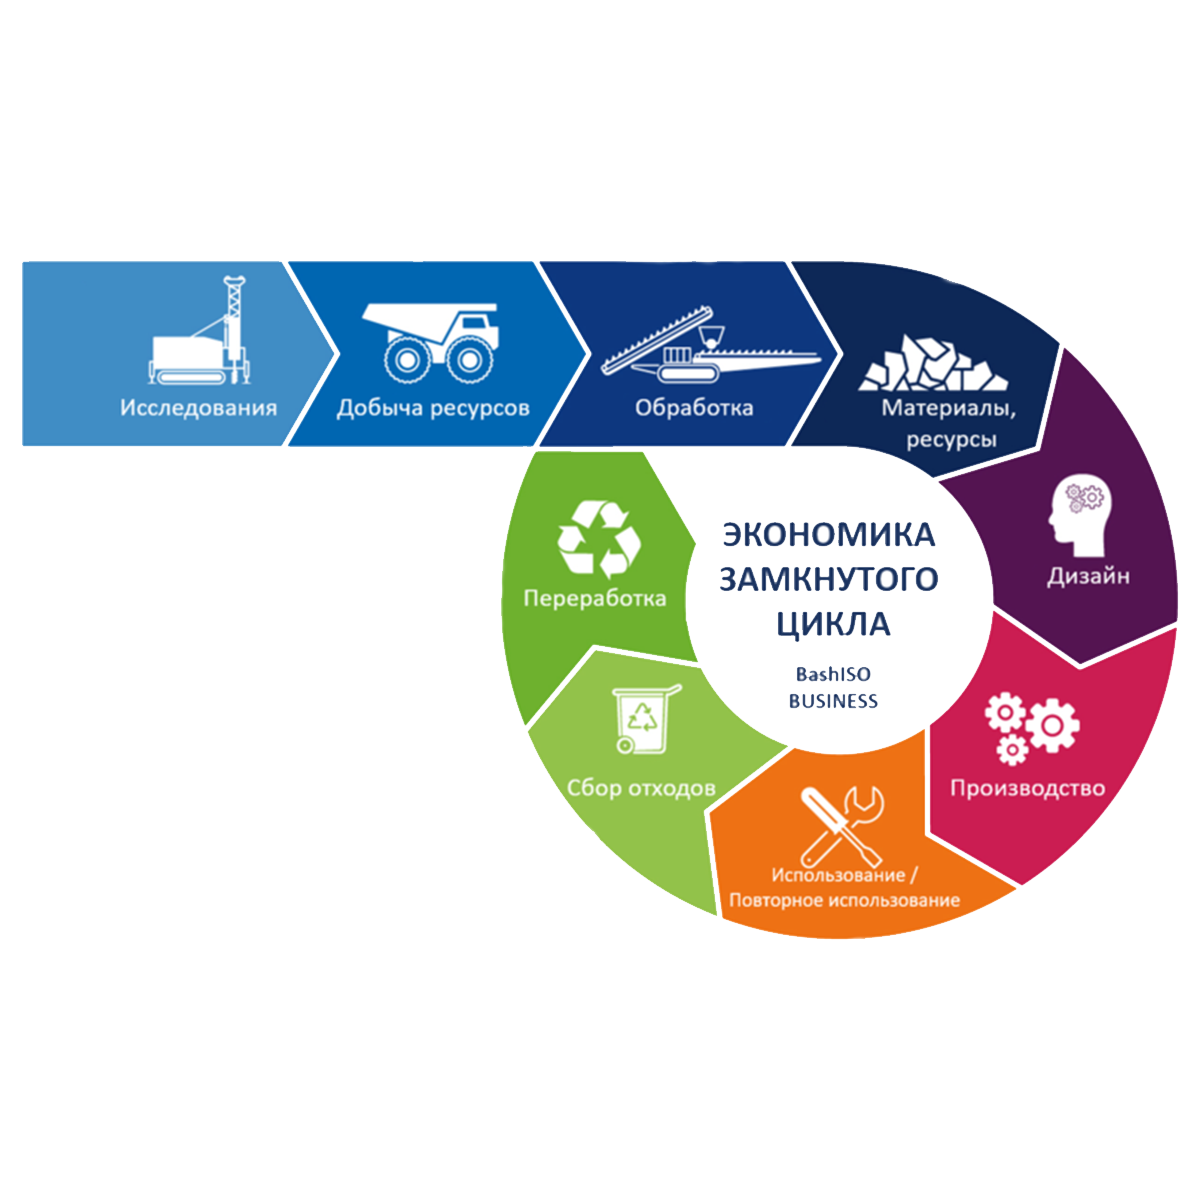 Исследования
Добыча ресурсов
Обработка
Материалы,
ресурсы
Дизайн
Производство
Использование /
Повторное использование
Сбор отходов
Переработка
ЭКОНОМИКА
ЗАМКНУТОГО
ЦИКЛА
BashISO
BUSINESS